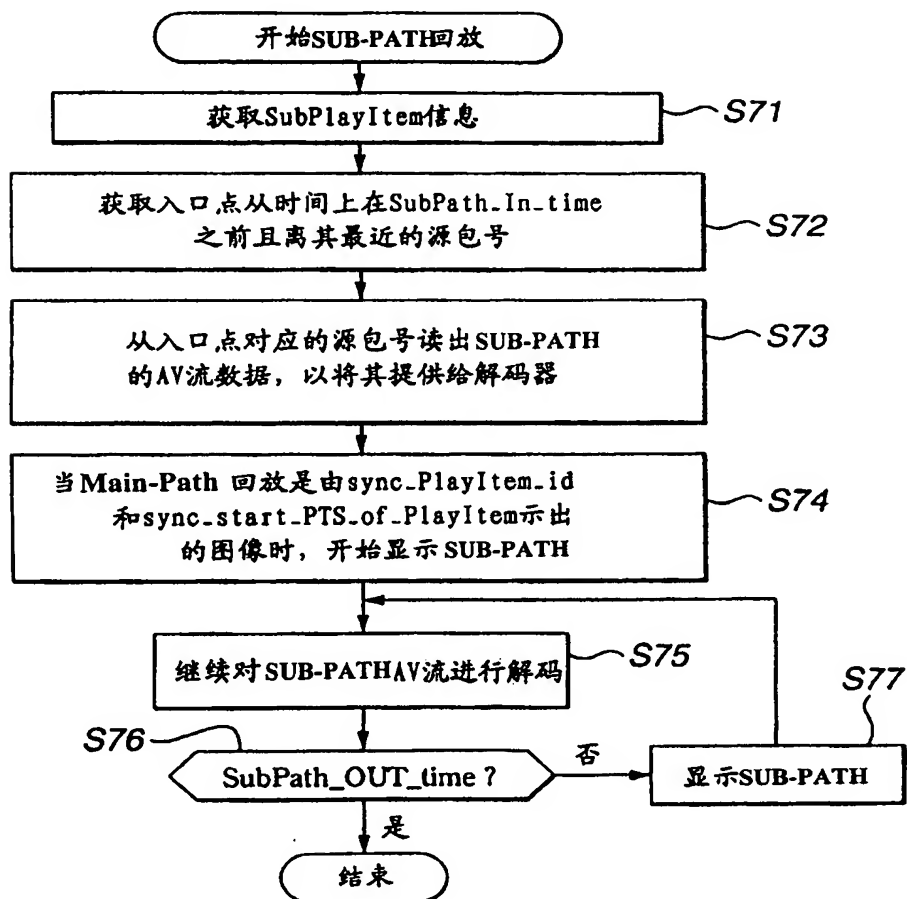 开始SUB-PATH回放
获取SubPlayItem信息
S71
获取入口点从时间上在SubPath_In_time
之前且离其最近的源包号
S72
从入口点对应的源包号读出SUB-PATH
的AV流数据，以将其提供给解码器
S73
当Main-Path 回放是由sync_PlayItem_id
和sync_start_PTS_of_PlayItem示出
的图像时，开始显示SUB-PATH
S74
继续对SUB-PATHAV流进行解码
S75
S77
S76
SubPath_OUT_time？
否
显示SUB-PATH
是
结束